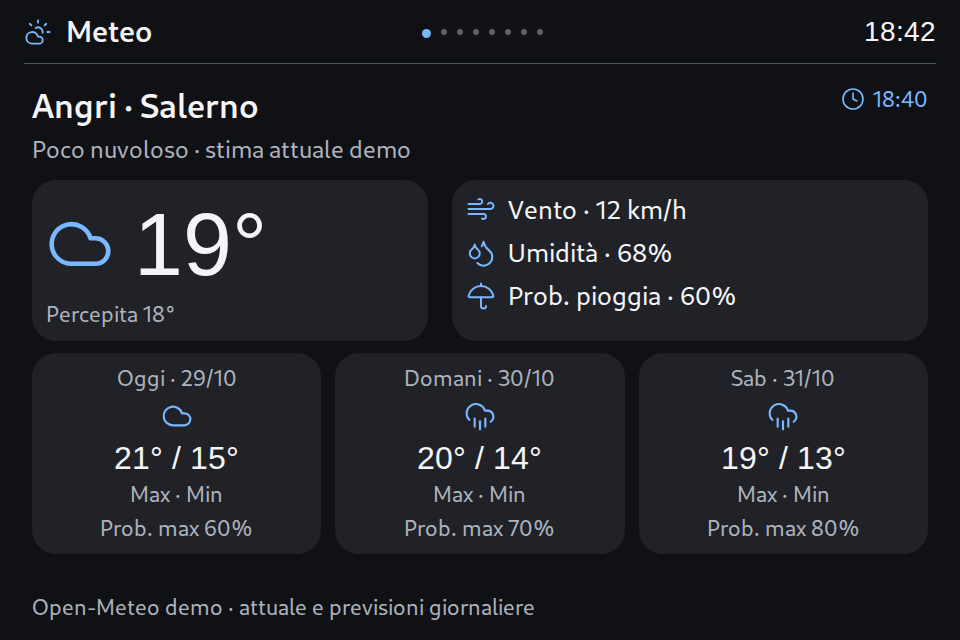 Meteo
18:42
Angri · Salerno
18:40
Poco nuvoloso · stima attuale demo
19°
Percepita 18°
Vento · 12 km/h
Umidità · 68%
Prob. pioggia · 60%
Oggi · 29/10
21° / 15°
Max · Min
Prob. max 60%
Domani · 30/10
20° / 14°
Max · Min
Prob. max 70%
Sab · 31/10
19° / 13°
Max · Min
Prob. max 80%
Open-Meteo demo · attuale e previsioni giornaliere